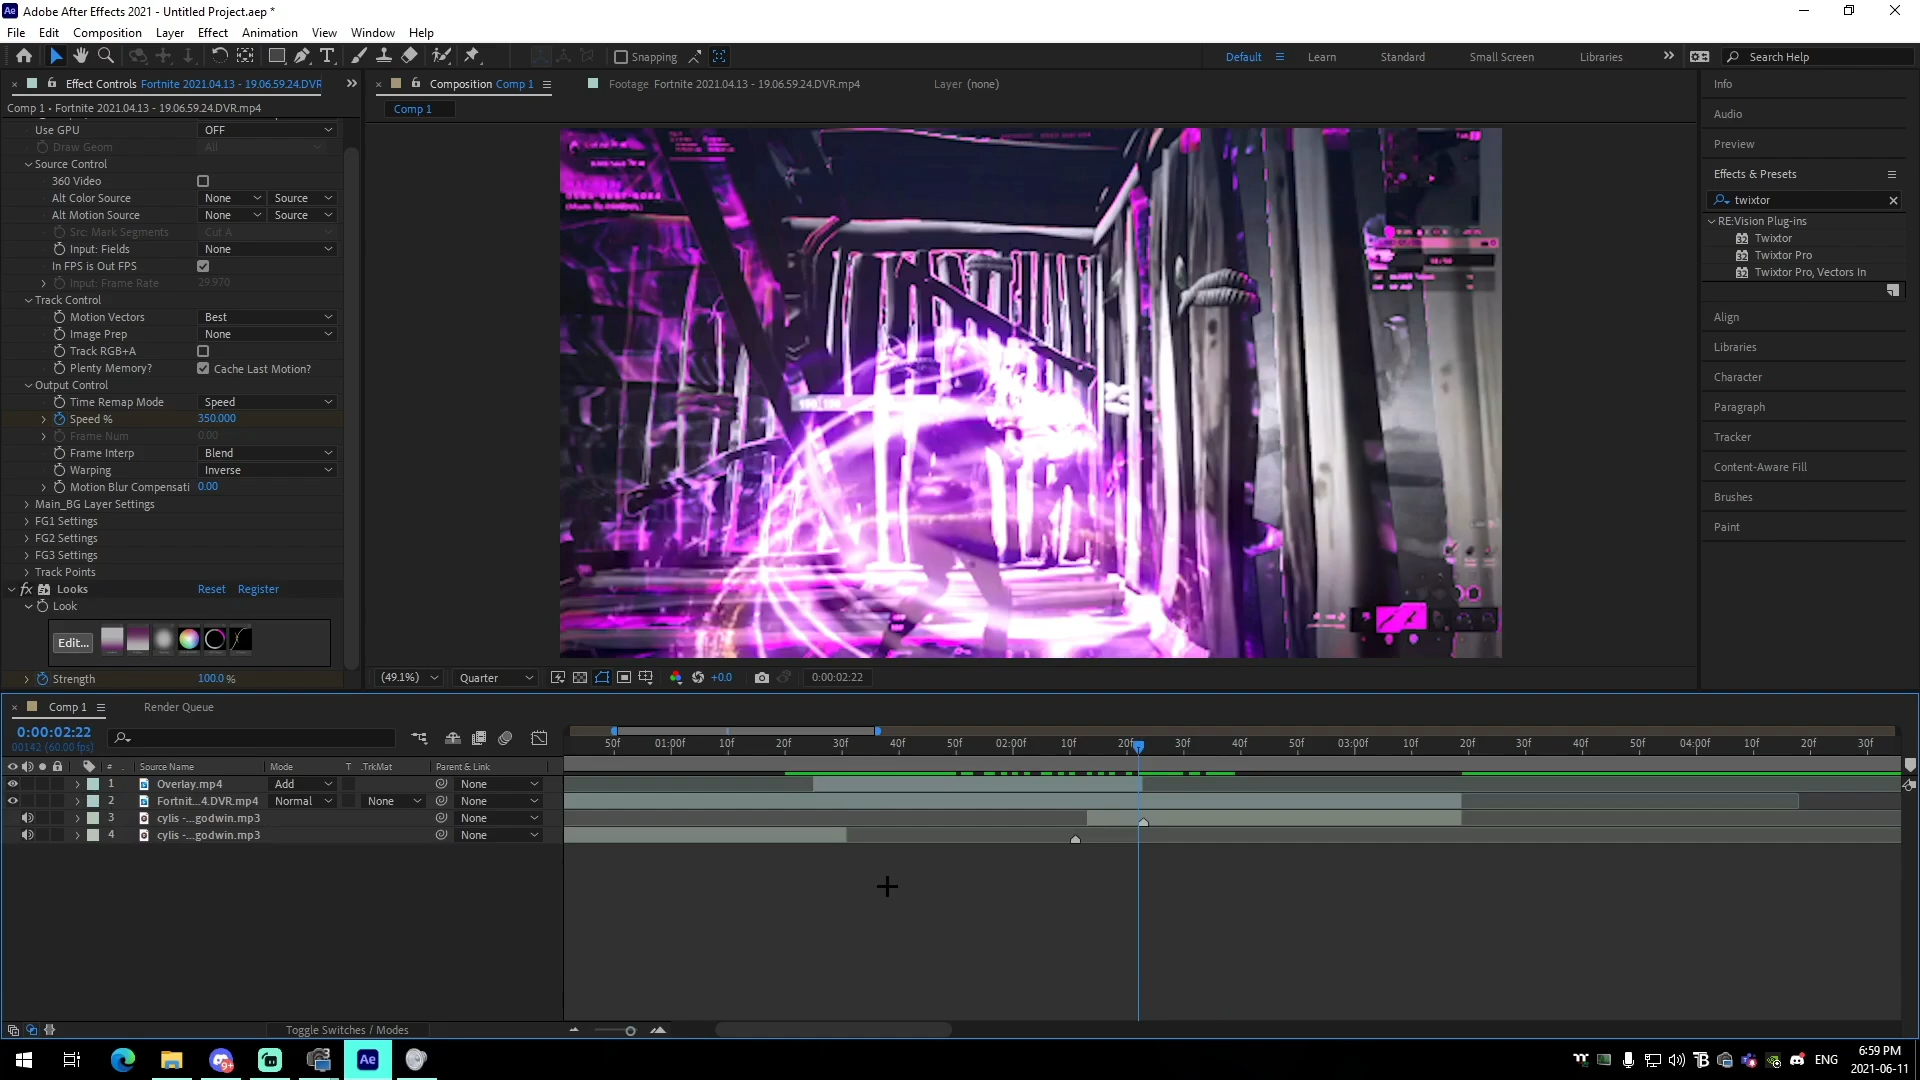 Ae Adobe After Effects 2021 - Untitled Project.aep *
File Edit Composition Layer Effect Animation View Window Help
Snapping Default Learn Standard Small Screen Libraries Search Help
Effect Controls Fortnite 2021.04.13 - 19.06.59.24.DVR
Composition Comp 1
Footage Fortnite 2021.04.13 - 19.06.59.24.DVR.mp4
Layer (none)
Comp 1 • Fortnite 2021.04.13 - 19.06.59.24.DVR.mp4
Comp 1
Use GPU OFF
Draw Geom All
Source Control
360 Video
Alt Color Source None Source
Alt Motion Source None Source
Src: Mark Segments Cut A
Input: Fields None
In FPS is Out FPS
Input: Frame Rate 29.970
Track Control
Motion Vectors Best
Image Prep None
Track RGB+A
Plenty Memory? Cache Last Motion?
Output Control
Time Remap Mode Speed
Speed % 350.000
Frame Num 0.00
Frame Interp Blend
Warping Inverse
Motion Blur Compensati 0.00
Main_BG Layer Settings
FG1 Settings
FG2 Settings
FG3 Settings
Track Points
fx Looks Reset Register
Look
Edit...
Strength 100.0 %
Info
Audio
Preview
Effects & Presets
twixtor
RE:Vision Plug-ins
32 Twixtor
32 Twixtor Pro
32 Twixtor Pro, Vectors In
Align
Libraries
Character
Paragraph
Tracker
Content-Aware Fill
Brushes
Paint
(49.1%) Quarter +0.0 0:00:02:22
Comp 1 Render Queue
0:00:02:22
00142 (60.00 fps)
50f 01:00f 10f 20f 30f 40f 50f 02:00f 10f 20f 30f 40f 50f 03:00f 10f 20f 30f 40f 50f 04:00f 10f 20f 30f
# Source Name Mode T .TrkMat Parent & Link
1 Overlay.mp4 Add None
2 Fortnit...4.DVR.mp4 Normal None None
3 cylis -...godwin.mp3 None
4 cylis -...godwin.mp3 None
Toggle Switches / Modes
Ae
ENG
6:59 PM
2021-06-11